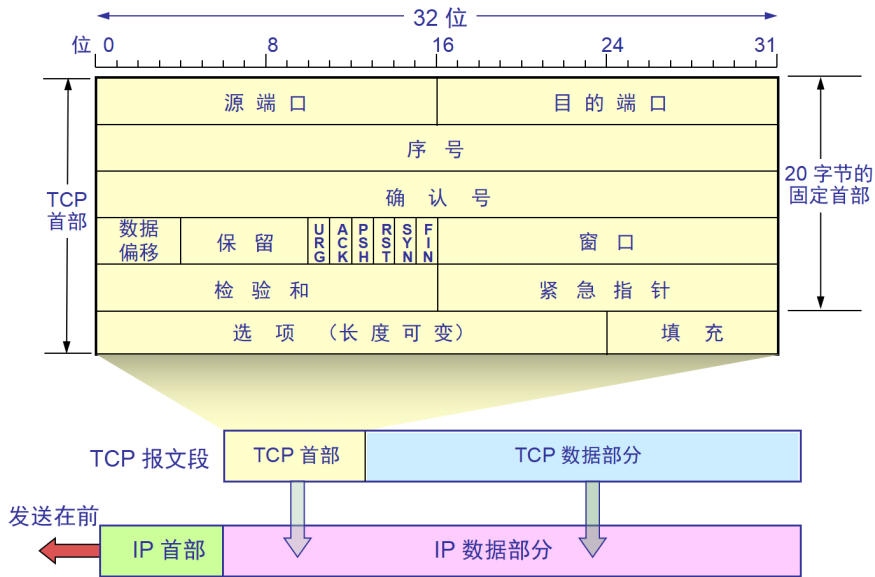 32 位
位 0 8 16 24 31
源 端 口 目 的 端 口
序 号
确 认 号
TCP
首部
20 字节的
固定首部
数据
偏移
保 留
URG
ACK
PSH
RST
SYN
FIN
窗 口
检 验 和 紧 急 指 针
选 项 （长 度 可 变） 填 充
TCP 报文段 TCP 首部 TCP 数据部分
发送在前
IP 首部 IP 数据部分